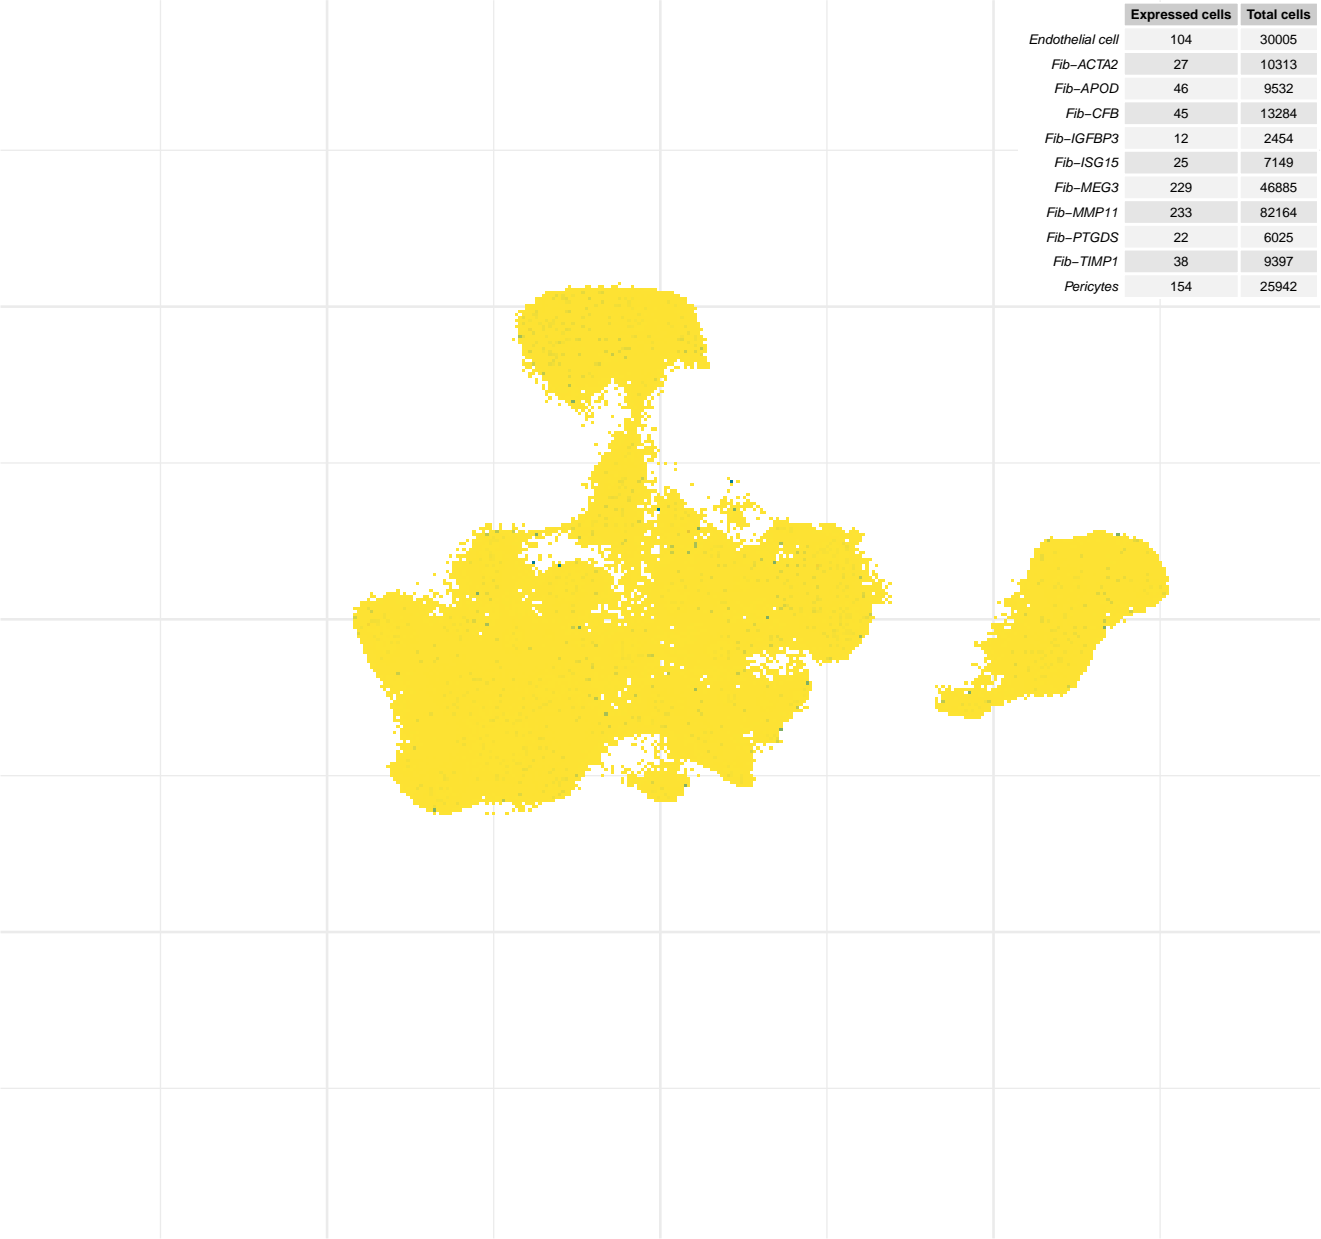 Expressed cells Total cells
Endothelial cell 104 30005
Fib−ACTA2 27 10313
Fib−APOD 46 9532
Fib−CFB 45 13284
Fib−IGFBP3 12 2454
Fib−ISG15 25 7149
Fib−MEG3 229 46885
Fib−MMP11 233 82164
Fib−PTGDS 22 6025
Fib−TIMP1 38 9397
Pericytes 154 25942